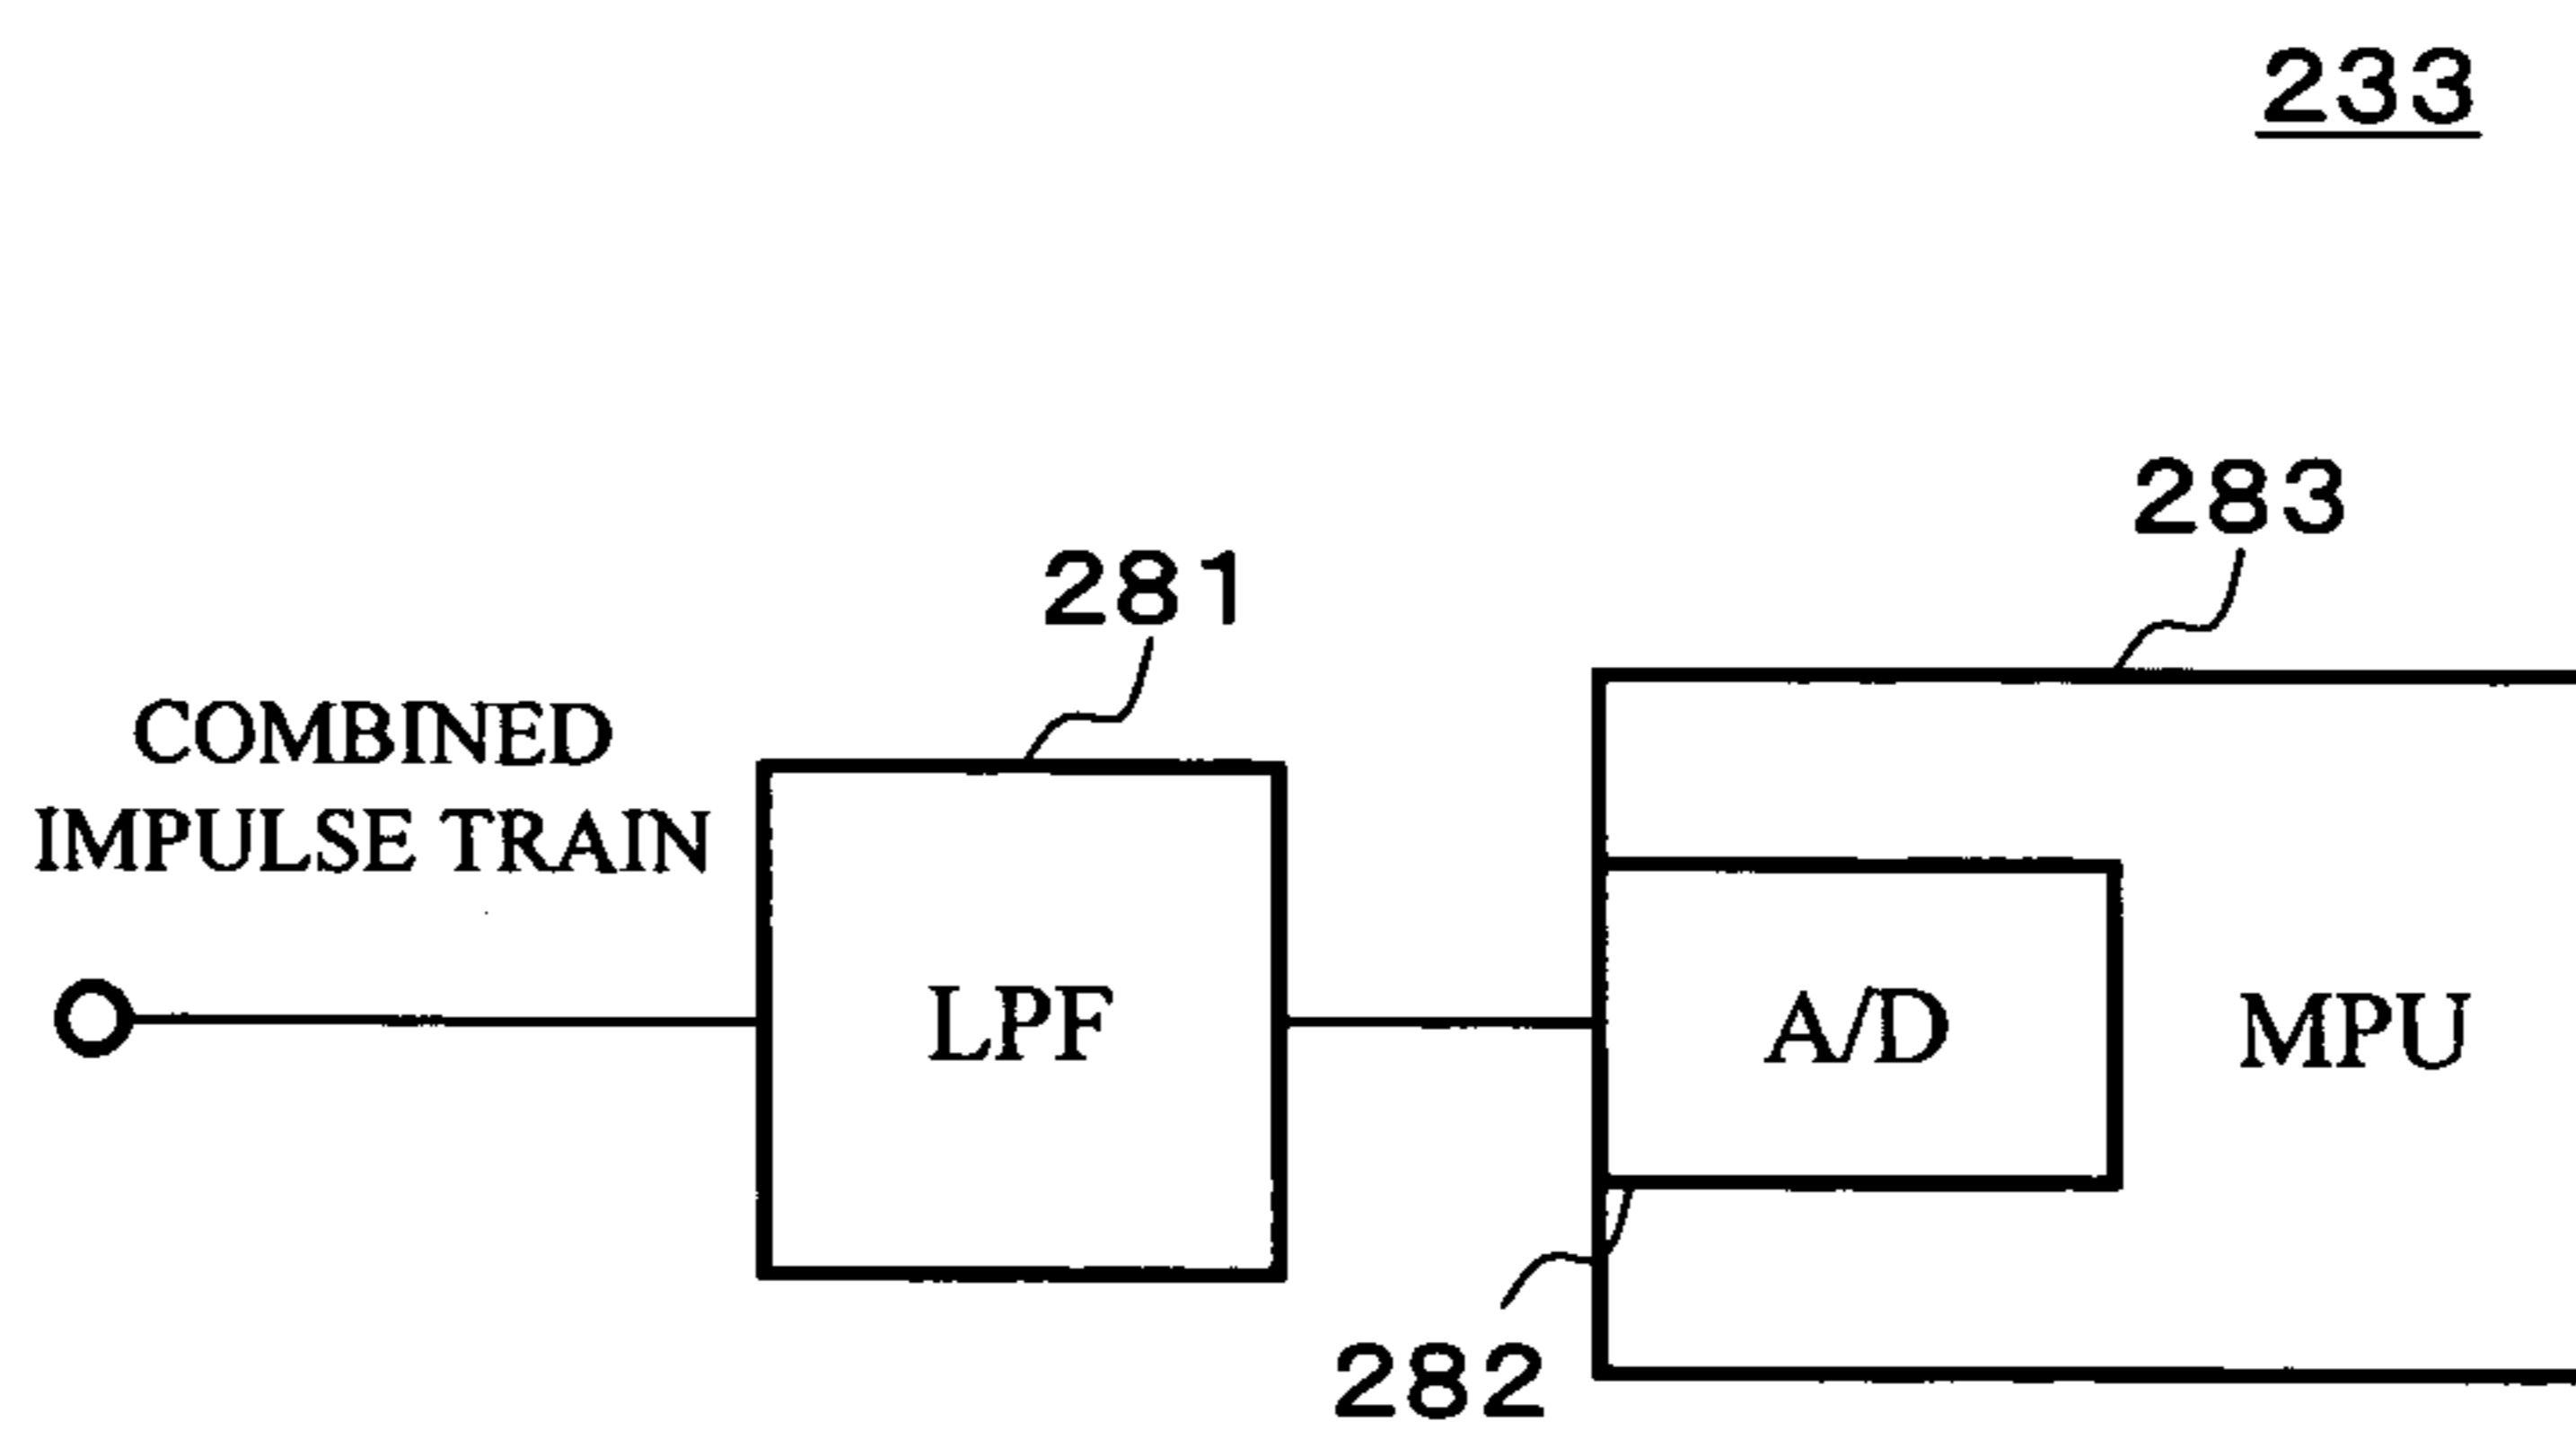 233
283
281
COMBINED
IMPULSE TRAIN
LPF
A/D
MPU
282